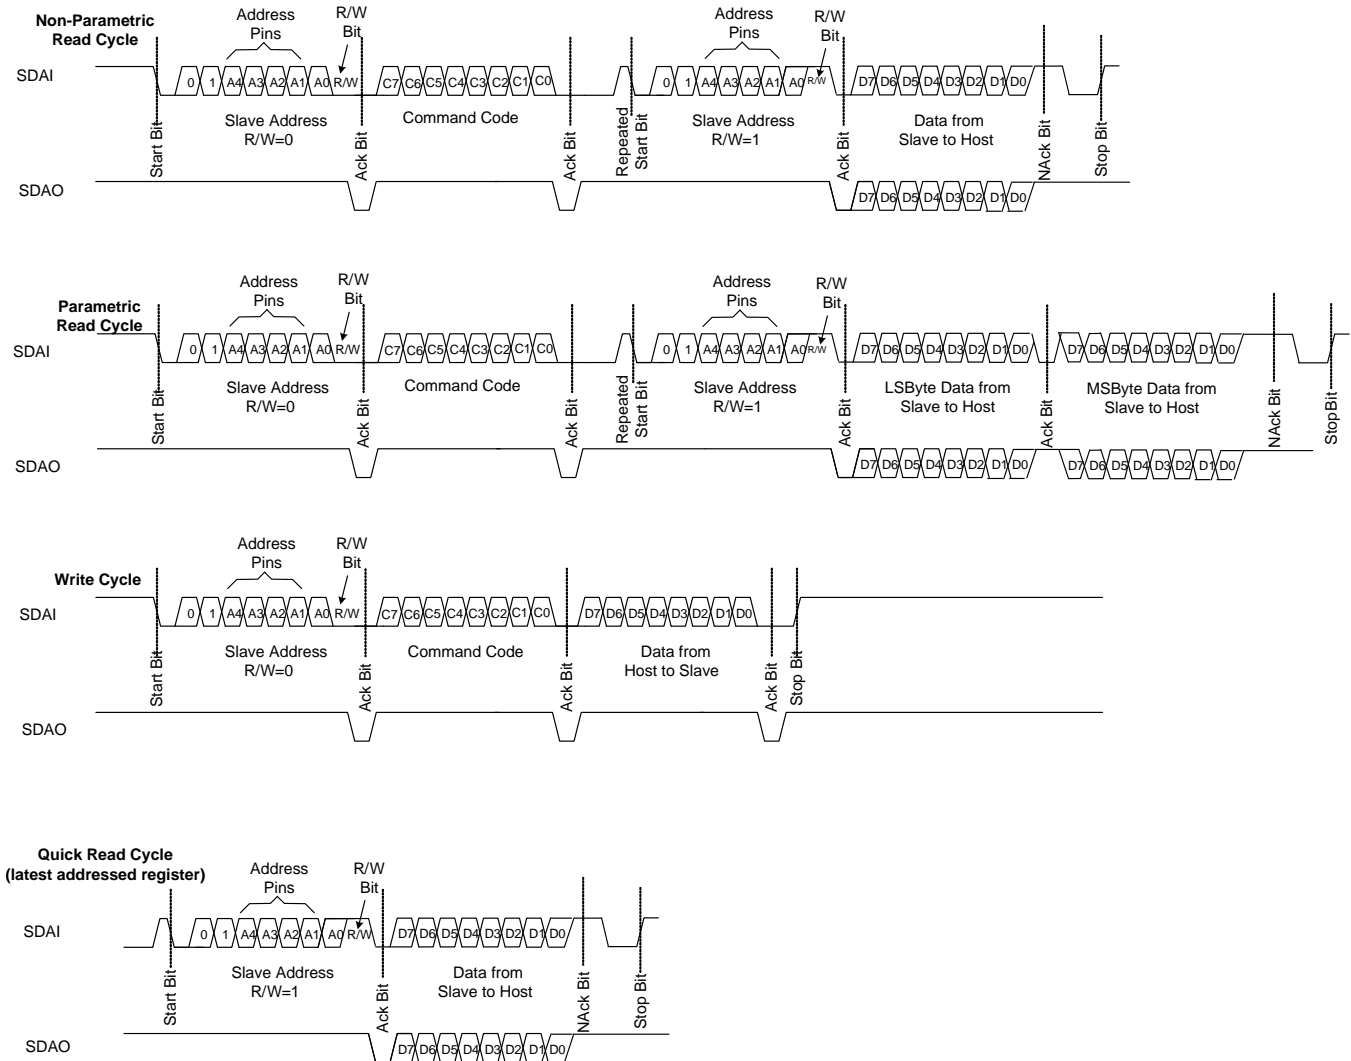 Non-Parametric
Read Cycle
Address
Pins
R/W
Bit
Address
Pins
R/W
Bit
SDAI
0 1 A4 A3 A2 A1 A0 R/W
C7 C6 C5 C4 C3 C2 C1 C0
0 1 A4 A3 A2 A1 A0 R/W
D7 D6 D5 D4 D3 D2 D1 D0
Start Bit
Slave Address
R/W=0
Ack Bit
Command Code
Ack Bit
Repeated
Start Bit
Slave Address
R/W=1
Ack Bit
Data from
Slave to Host
NAck Bit
Stop Bit
SDAO
D7 D6 D5 D4 D3 D2 D1 D0
Parametric
Read Cycle
Address
Pins
R/W
Bit
Address
Pins
R/W
Bit
SDAI
0 1 A4 A3 A2 A1 A0 R/W
C7 C6 C5 C4 C3 C2 C1 C0
0 1 A4 A3 A2 A1 A0 R/W
D7 D6 D5 D4 D3 D2 D1 D0
D7 D6 D5 D4 D3 D2 D1 D0
Start Bit
Slave Address
R/W=0
Ack Bit
Command Code
Ack Bit
Repeated
Start Bit
Slave Address
R/W=1
Ack Bit
LSByte Data from
Slave to Host
Ack Bit
MSByte Data from
Slave to Host
NAck Bit
StopBit
SDAO
D7 D6 D5 D4 D3 D2 D1 D0
D7 D6 D5 D4 D3 D2 D1 D0
Write Cycle
Address
Pins
R/W
Bit
SDAI
0 1 A4 A3 A2 A1 A0 R/W
C7 C6 C5 C4 C3 C2 C1 C0
D7 D6 D5 D4 D3 D2 D1 D0
Start Bit
Slave Address
R/W=0
Ack Bit
Command Code
Ack Bit
Data from
Host to Slave
Ack Bit
Stop Bit
SDAO
Quick Read Cycle
(latest addressed register)
Address
Pins
R/W
Bit
SDAI
0 1 A4 A3 A2 A1 A0 R/W
D7 D6 D5 D4 D3 D2 D1 D0
Start Bit
Slave Address
R/W=1
Ack Bit
Data from
Slave to Host
NAck Bit
Stop Bit
SDAO
D7 D6 D5 D4 D3 D2 D1 D0